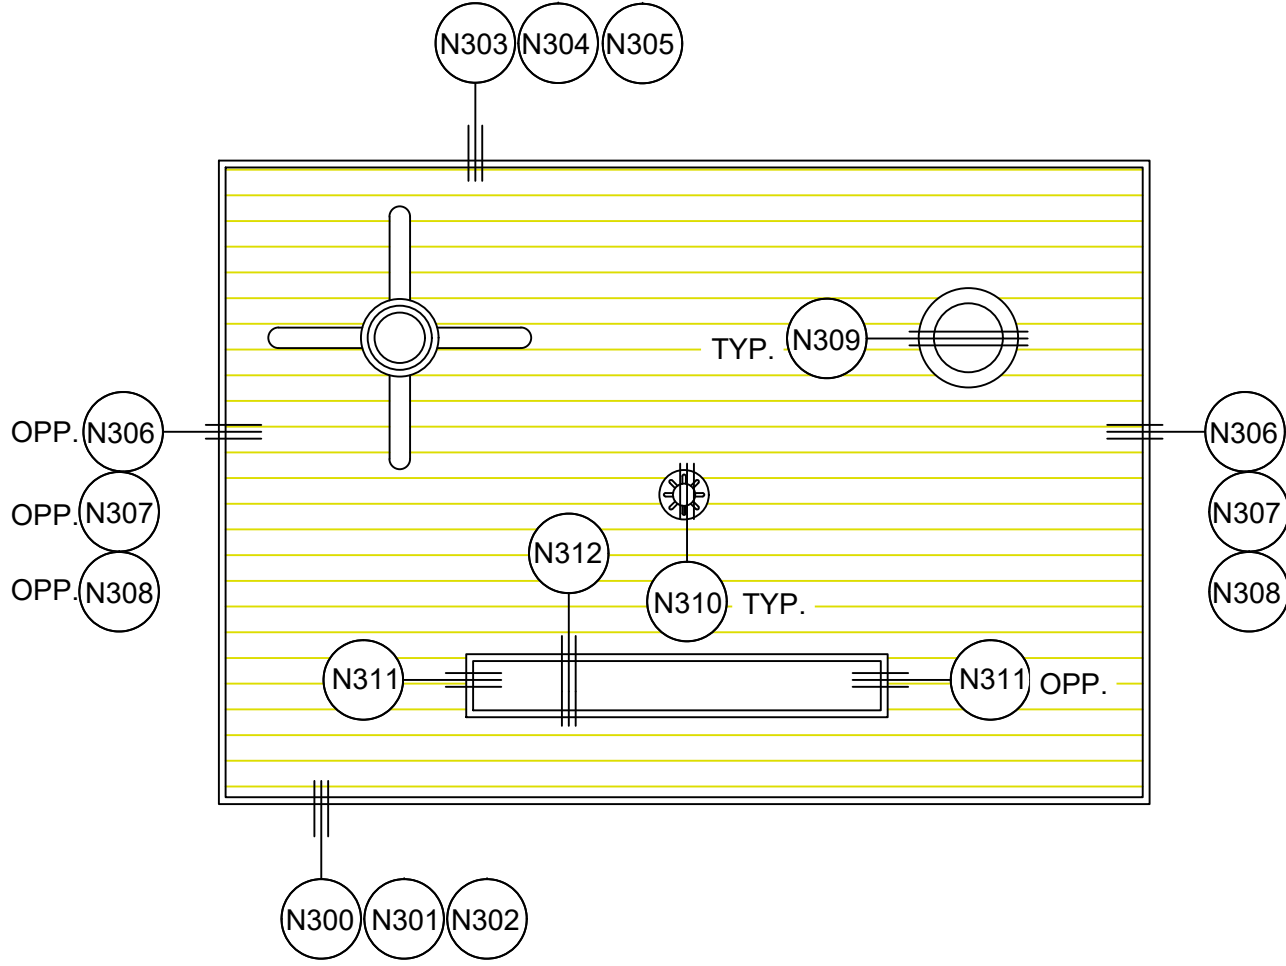 N303 N304 N305
TYP. N309
OPP. N306
N306
OPP. N307
N307
N312
OPP. N308
N308
N310 TYP.
N311
N311 OPP.
N300 N301 N302